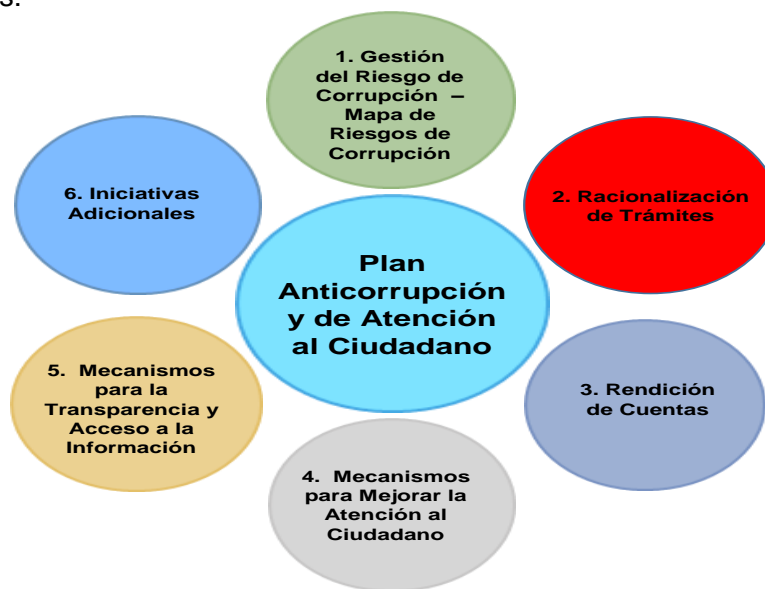 s.
1. Gestión
del Riesgo de
Corrupción –
Mapa de
Riesgos de
Corrupción
2. Racionalización
de Trámites
3. Rendición
de Cuentas
4. Mecanismos
para Mejorar la
Atención al
Ciudadano
5. Mecanismos
para la
Transparencia y
Acceso a la
Información
6. Iniciativas
Adicionales
Plan
Anticorrupción
y de Atención
al Ciudadano